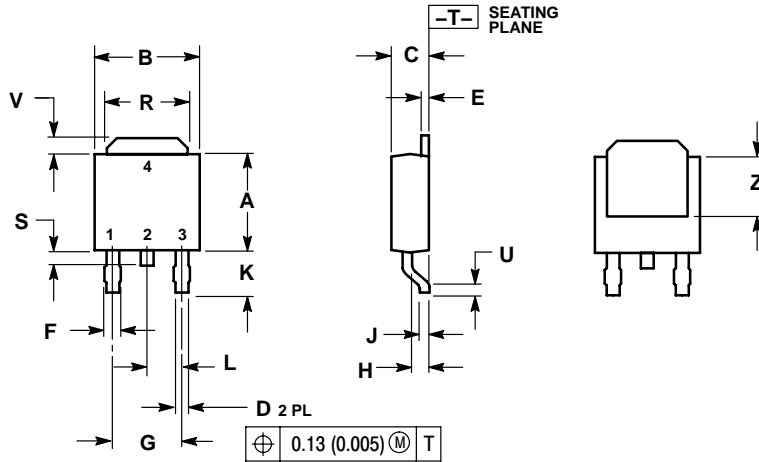 –T– SEATING
PLANE
B
C
V
R
E
4
Z
A
S
1 2 3
U
K
F
J
L
H
D 2 PL
G
⌖ 0.13 (0.005) Ⓜ T